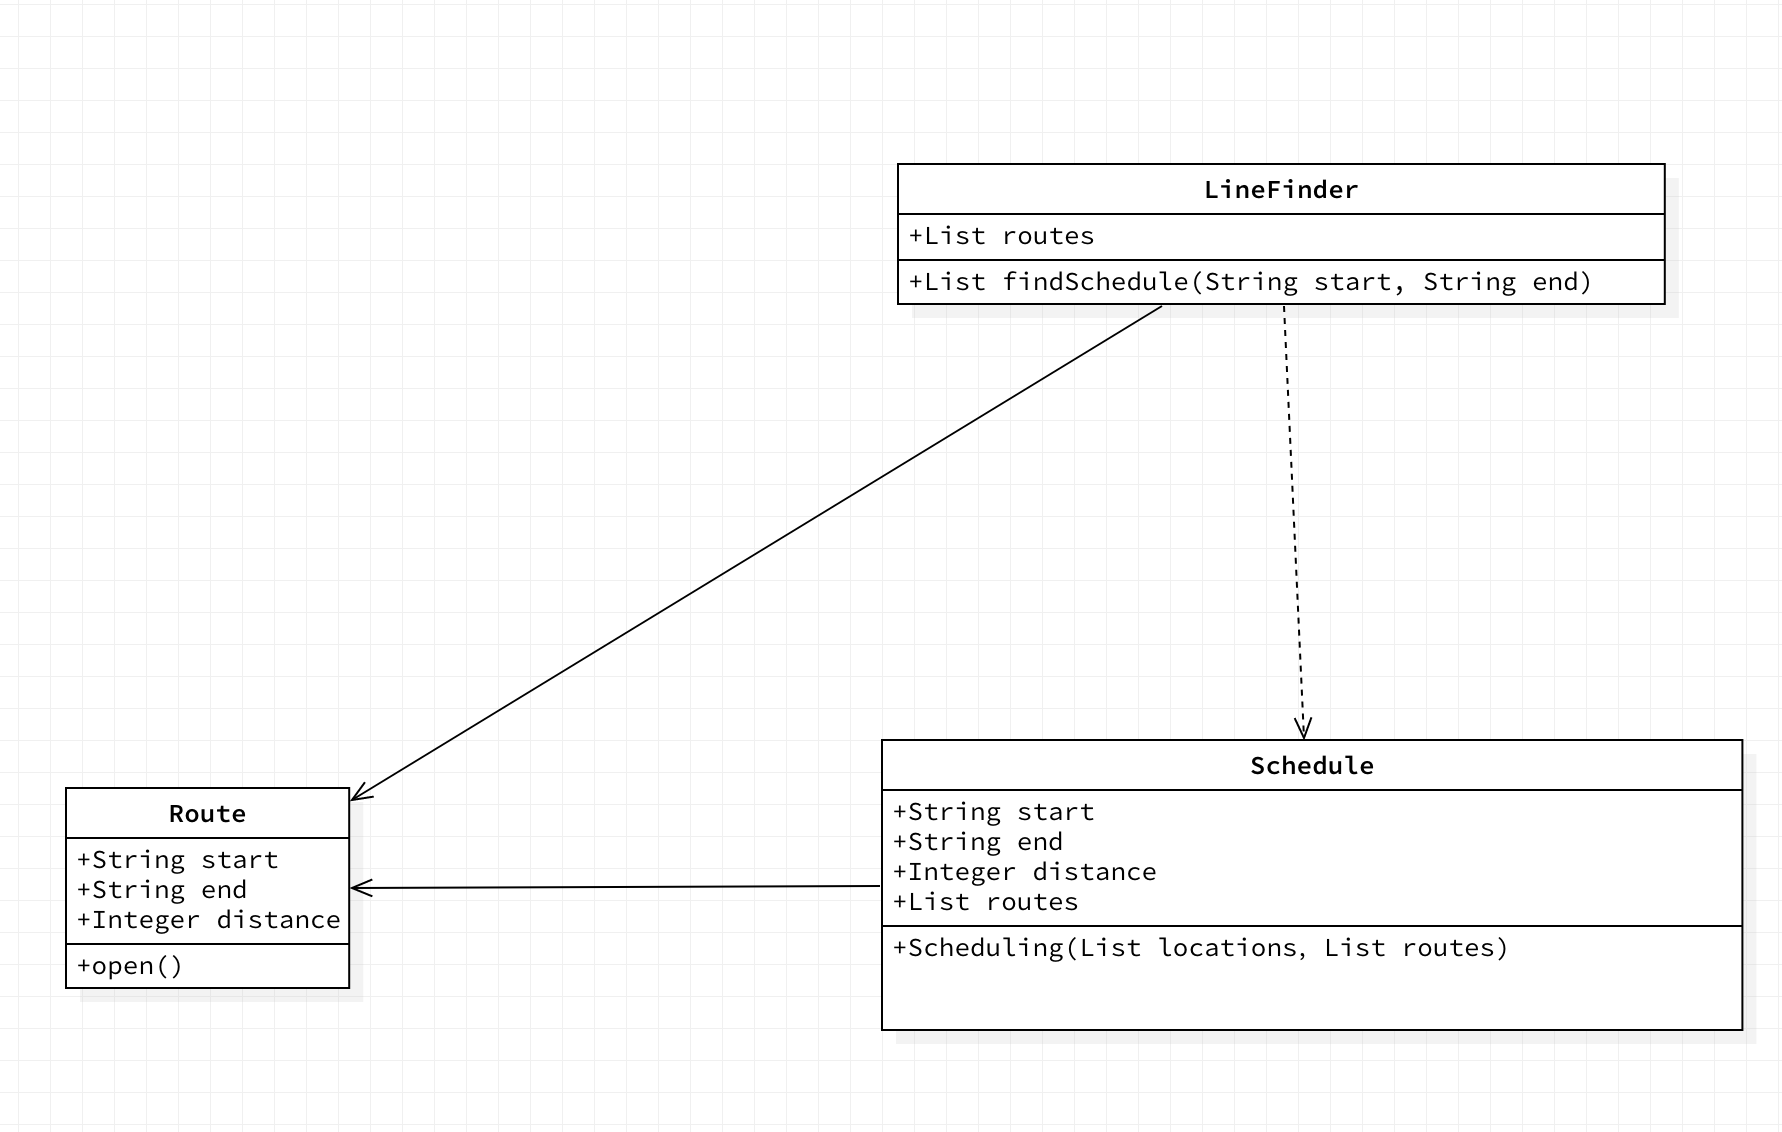 LineFinder
+List routes
+List findSchedule(String start, String end)
Route
+String start
+String end
+Integer distance
+open()
Schedule
+String start
+String end
+Integer distance
+List routes
+Scheduling(List locations, List routes)